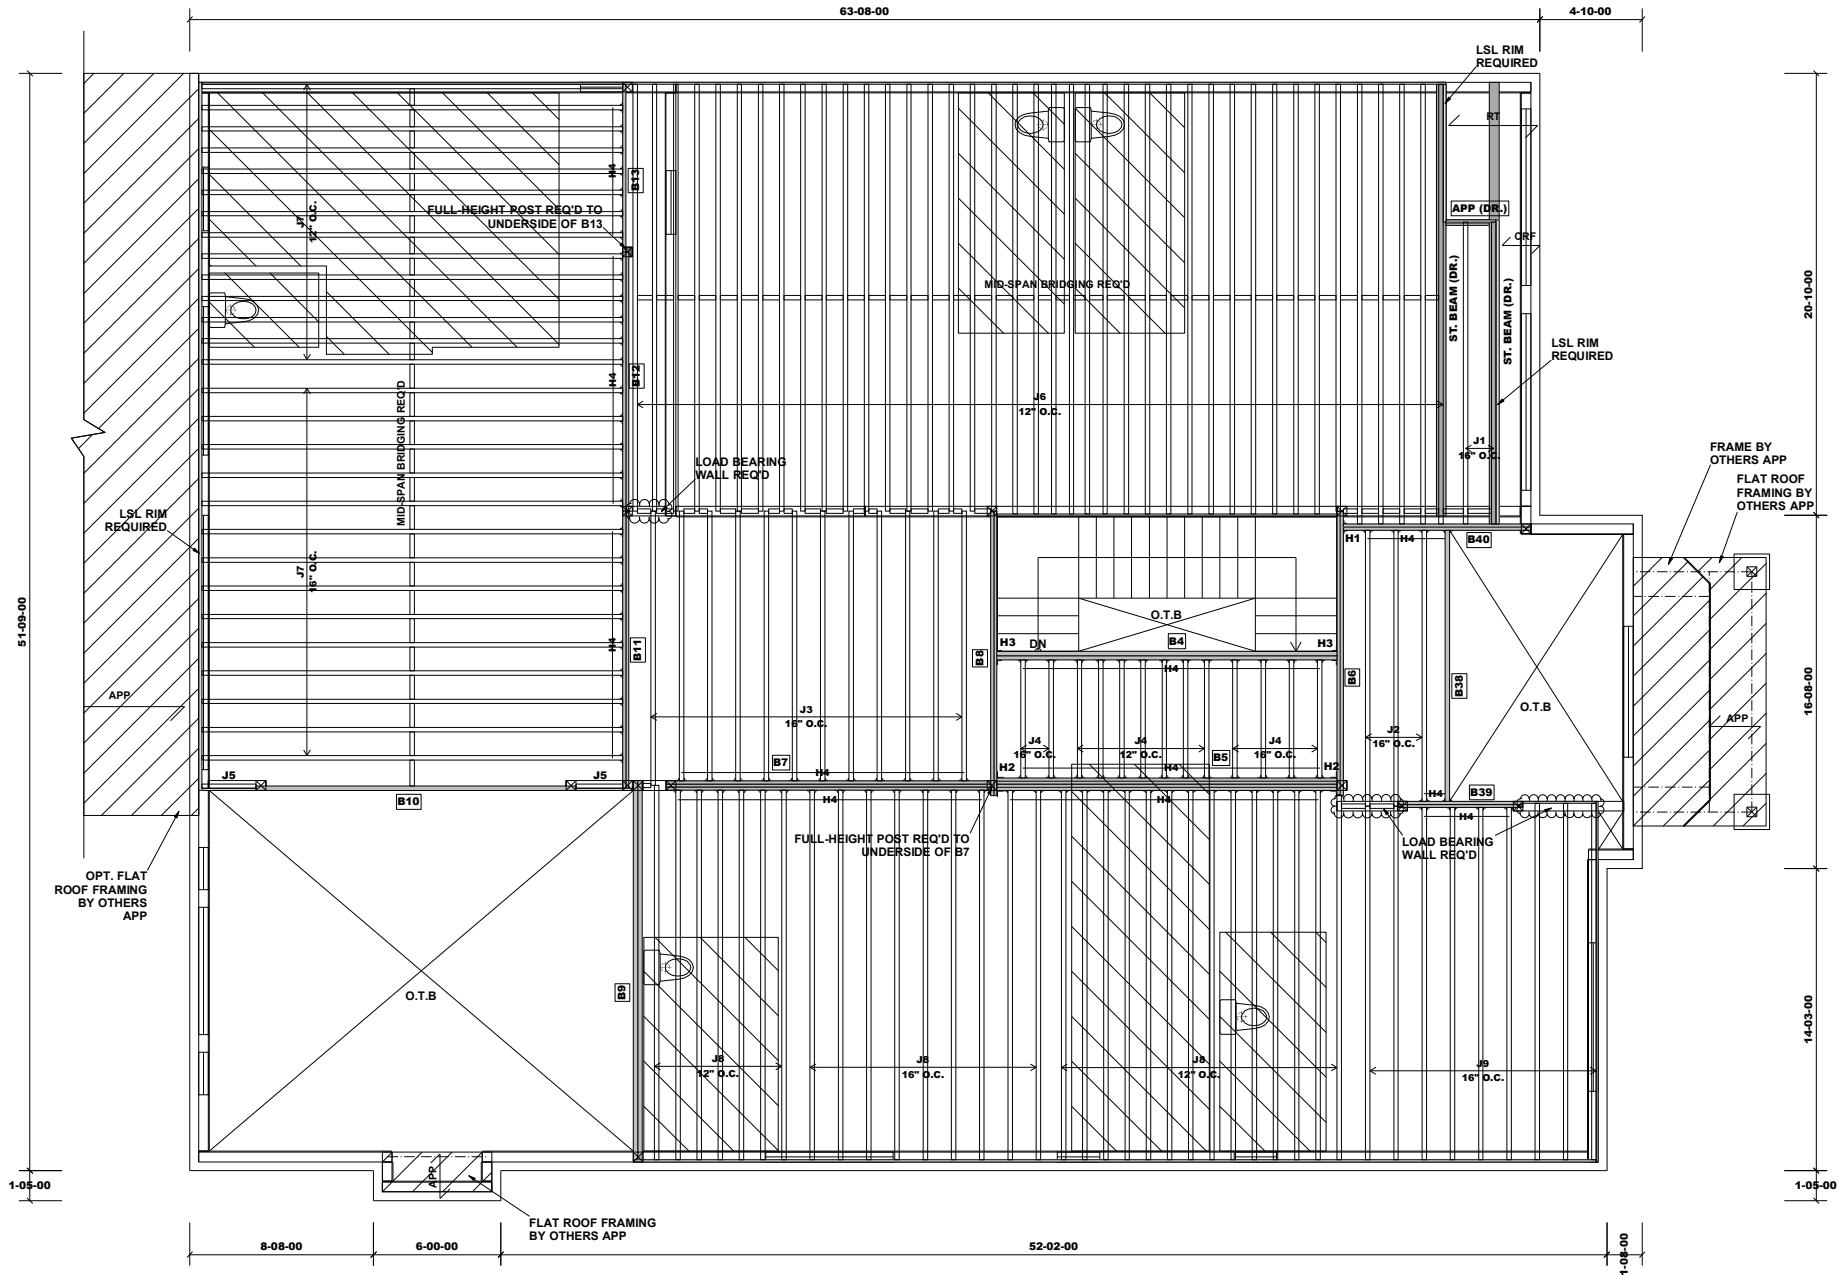 63-08-00
4-10-00
LSL RIM
REQUIRED
RT
H4
B13
J7
12" O.C.
FULL-HEIGHT POST REQ'D TO
UNDERSIDE OF B13
APP (DR.)
CRF
MID-SPAN BRIDGING REQ'D
ST. BEAM (DR.)
ST. BEAM (DR.)
20-10-00
LSL RIM
REQUIRED
H4
B12
MID-SPAN BRIDGING REQ'D
J6
12" O.C.
J1
16" O.C.
FRAME BY
OTHERS APP
LOAD BEARING
WALL REQ'D
FLAT ROOF
FRAMING BY
OTHERS APP
LSL RIM
REQUIRED
H1
H4
B40
J7
16" O.C.
51-09-00
O.T.B
H4
B11
B8
H3
DN
B4
H3
H4
B6
B38
O.T.B
16-08-00
APP
J3
16" O.C.
APP
J4
16" O.C.
J4
12" O.C.
B5
J4
16" O.C.
J2
16" O.C.
B7
H4
H2
H4
H2
J5
J5
B10
H4
H4
H4
B39
H4
FULL-HEIGHT POST REQ'D TO
UNDERSIDE OF B7
LOAD BEARING
WALL REQ'D
OPT. FLAT
ROOF FRAMING
BY OTHERS
APP
O.T.B
B9
14-03-00
J8
12" O.C.
J8
16" O.C.
J8
12" O.C.
J9
16" O.C.
APP
1-05-00
1-05-00
FLAT ROOF FRAMING
BY OTHERS APP
8-08-00
6-00-00
52-02-00
1-08-00